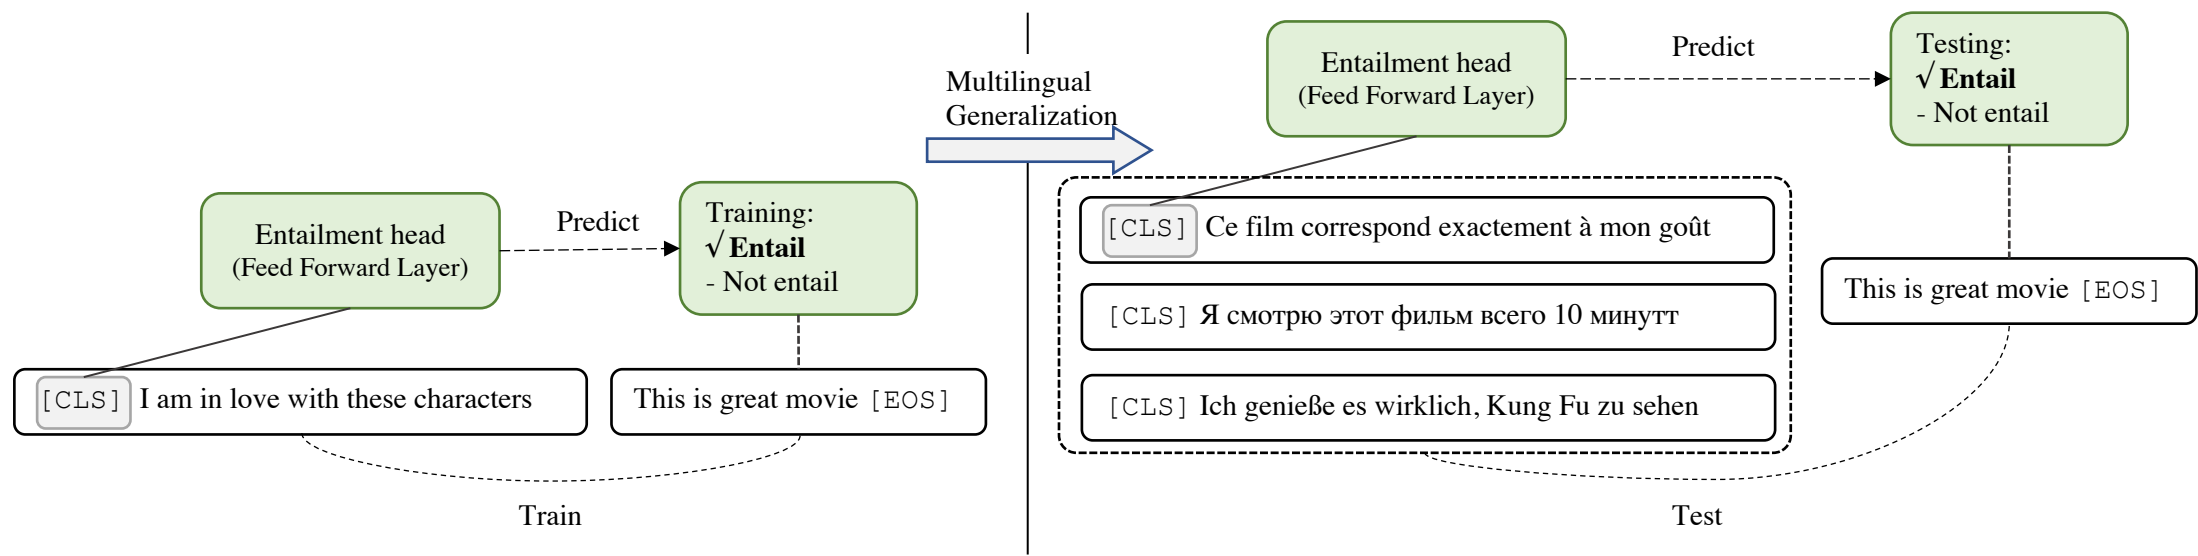 Entailment head
(Feed Forward Layer)
Predict
Training:
√ Entail
- Not entail
[CLS] I am in love with these characters
This is great movie [EOS]
Train
Multilingual
Generalization
Entailment head
(Feed Forward Layer)
Predict
Testing:
√ Entail
- Not entail
[CLS] Ce film correspond exactement à mon goût
[CLS] Я смотрю этот фильм всего 10 минутт
[CLS] Ich genieße es wirklich, Kung Fu zu sehen
This is great movie [EOS]
Test